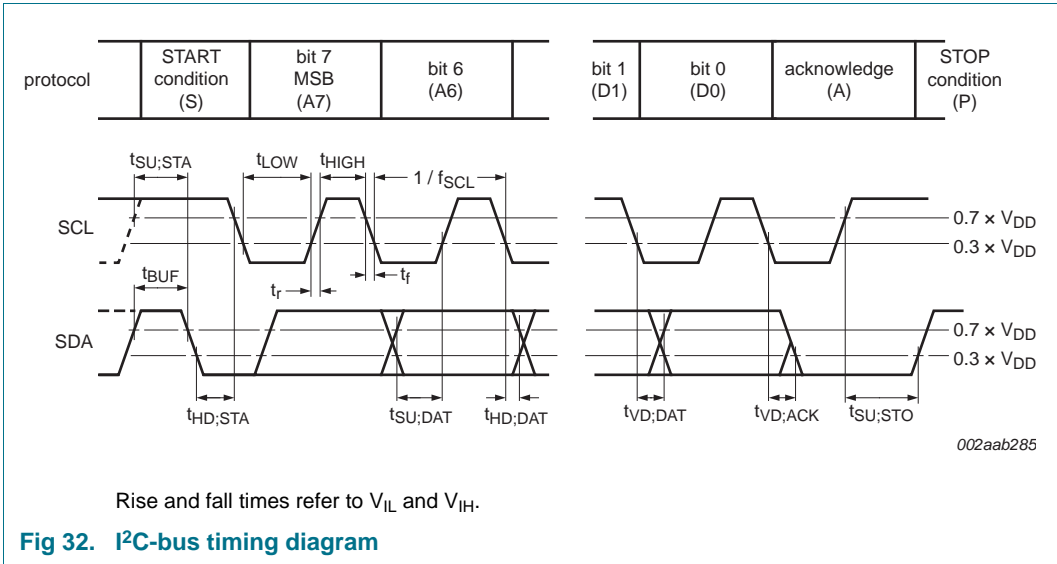 protocol
START
condition
(S)
bit 7
MSB
(A7)
bit 6
(A6)
bit 1
(D1)
bit 0
(D0)
acknowledge
(A)
STOP
condition
(P)
tSU;STA
tLOW
tHIGH
1 / fSCL
SCL
0.7 × VDD
0.3 × VDD
tBUF
tr
tf
SDA
0.7 × VDD
0.3 × VDD
tHD;STA
tSU;DAT
tHD;DAT
tVD;DAT
tVD;ACK
tSU;STO
002aab285
Rise and fall times refer to VIL and VIH.
Fig 32. I²C-bus timing diagram